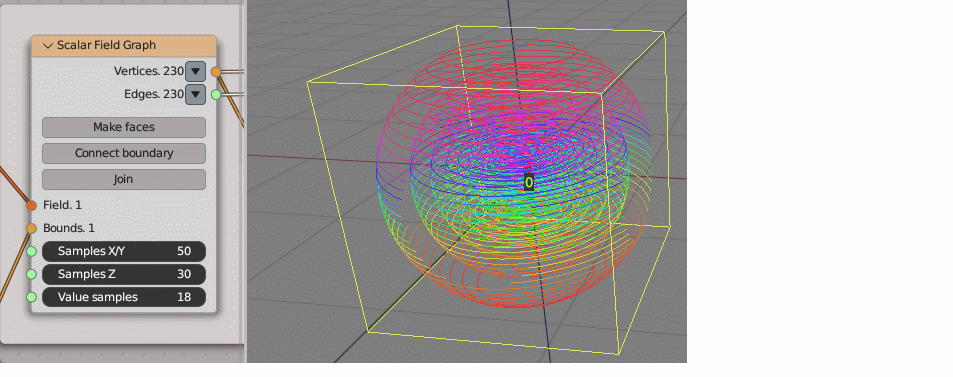 Scalar Field Graph
Vertices. 230
Edges. 230
Make faces
Connect boundary
Join
Field. 1
Bounds. 1
Samples X/Y 50
Samples Z 30
Value samples 18
0